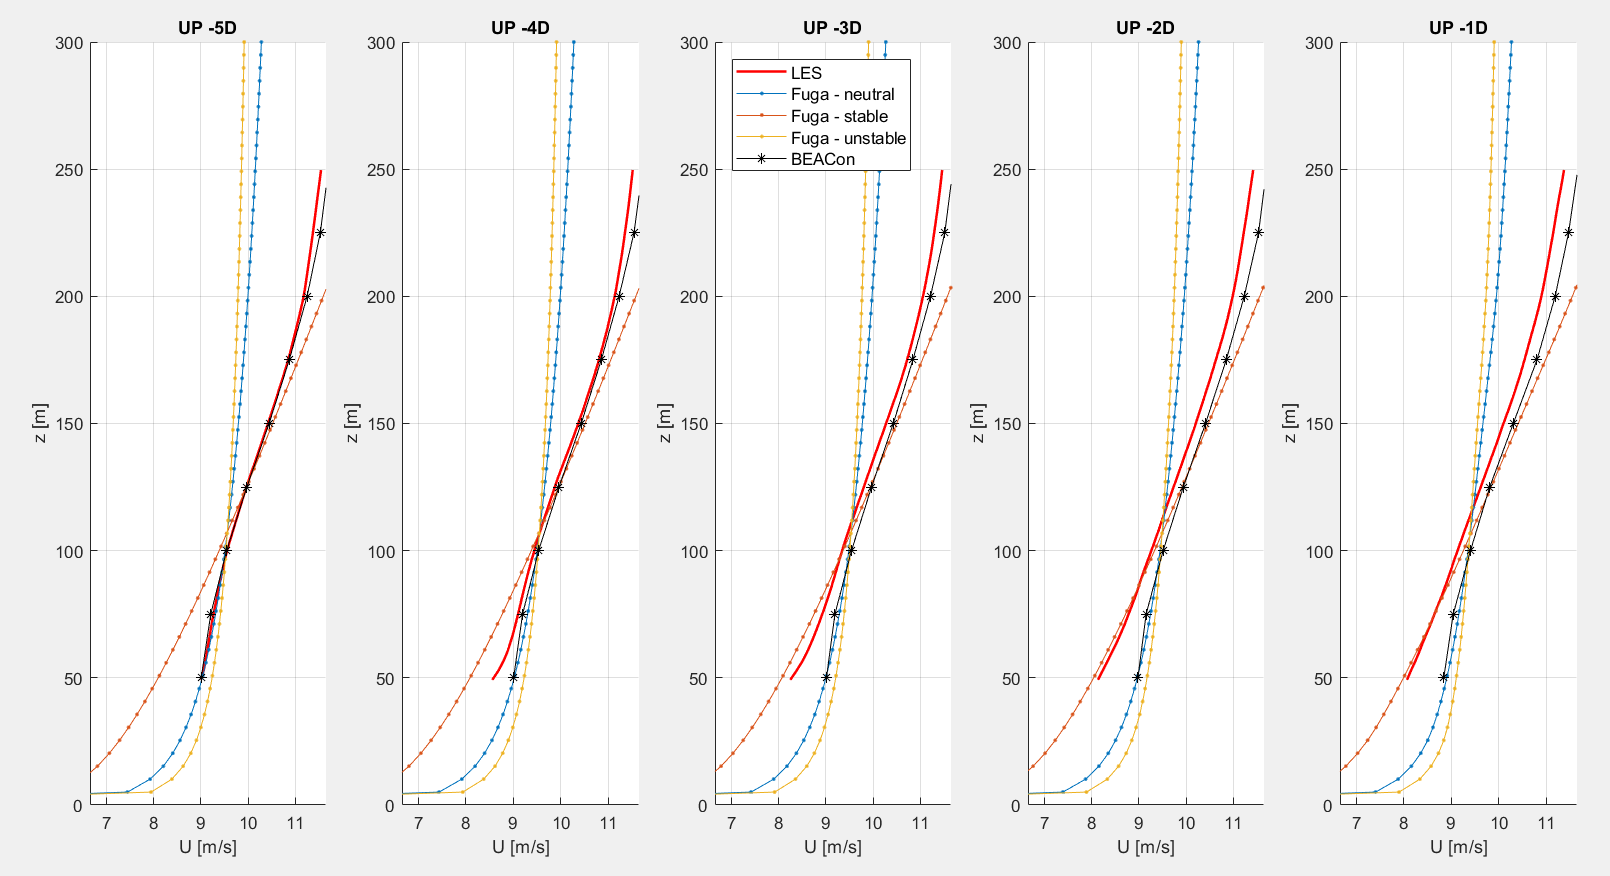 UP -5D
UP -4D
UP -3D
UP -2D
UP -1D
LES
Fuga - neutral
Fuga - stable
Fuga - unstable
BEACon
300
250
200
150
100
50
0
z [m]
7 8 9 10 11
U [m/s]
300
250
200
150
100
50
0
z [m]
7 8 9 10 11
U [m/s]
300
250
200
150
100
50
0
z [m]
7 8 9 10 11
U [m/s]
300
250
200
150
100
50
0
z [m]
7 8 9 10 11
U [m/s]
300
250
200
150
100
50
0
z [m]
7 8 9 10 11
U [m/s]